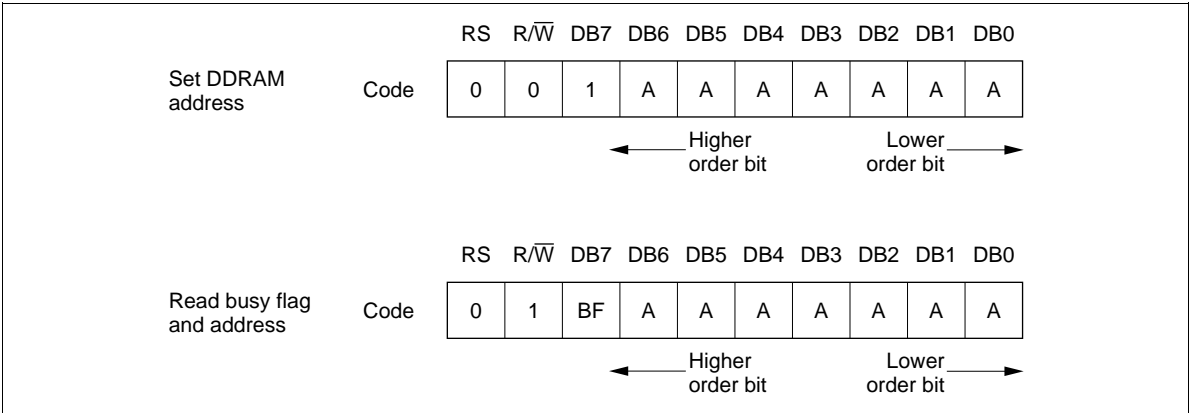 RS R/W̅ DB7 DB6 DB5 DB4 DB3 DB2 DB1 DB0
Set DDRAM
address
Code 0 0 1 A A A A A A A
Higher
order bit
Lower
order bit
RS R/W̅ DB7 DB6 DB5 DB4 DB3 DB2 DB1 DB0
Read busy flag
and address
Code 0 1 BF A A A A A A A
Higher
order bit
Lower
order bit